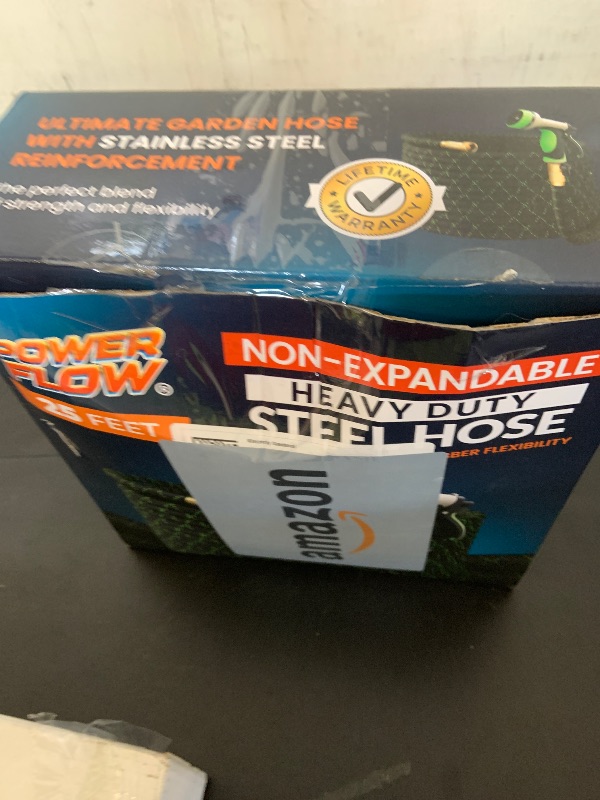 ULTIMATE GARDEN HOSE
WITH STAINLESS STEEL
REINFORCEMENT
the perfect blend
strength and flexibility
LIFETIME
WARRANTY
POWER
FLOW®
25 FEET
NON-EXPANDABLE
HEAVY DUTY
STEEL HOSE
FLEXIBILITY
amazon